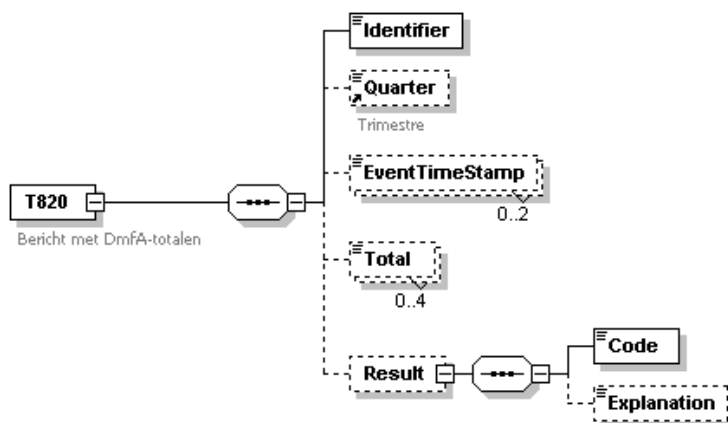 Identifier
Quarter
Trimestre
EventTimeStamp
0..2
T820
Bericht met DmfA-totalen
Total
0..4
Result
Code
Explanation